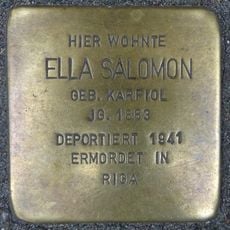 HIER WOHNTE
ELLA SALOMON
GEB. KARFIOL
JG. 1883
DEPORTIERT 1941
ERMORDET IN
RIGA